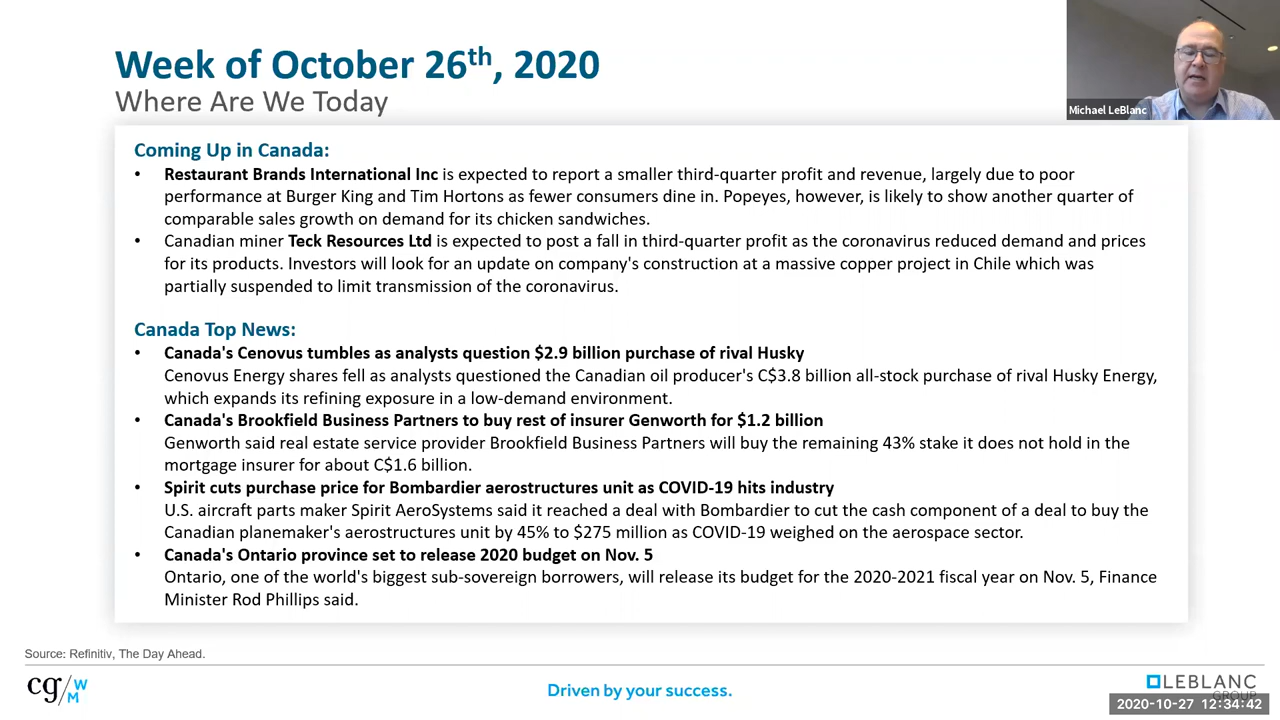 Week of October 26th, 2020
Where Are We Today
Michael LeBlanc
Coming Up in Canada:
• Restaurant Brands International Inc is expected to report a smaller third-quarter profit and revenue, largely due to poor
performance at Burger King and Tim Hortons as fewer consumers dine in. Popeyes, however, is likely to show another quarter of
comparable sales growth on demand for its chicken sandwiches.
• Canadian miner Teck Resources Ltd is expected to post a fall in third-quarter profit as the coronavirus reduced demand and prices
for its products. Investors will look for an update on company's construction at a massive copper project in Chile which was
partially suspended to limit transmission of the coronavirus.
Canada Top News:
• Canada's Cenovus tumbles as analysts question $2.9 billion purchase of rival Husky
Cenovus Energy shares fell as analysts questioned the Canadian oil producer's C$3.8 billion all-stock purchase of rival Husky Energy,
which expands its refining exposure in a low-demand environment.
• Canada's Brookfield Business Partners to buy rest of insurer Genworth for $1.2 billion
Genworth said real estate service provider Brookfield Business Partners will buy the remaining 43% stake it does not hold in the
mortgage insurer for about C$1.6 billion.
• Spirit cuts purchase price for Bombardier aerostructures unit as COVID-19 hits industry
U.S. aircraft parts maker Spirit AeroSystems said it reached a deal with Bombardier to cut the cash component of a deal to buy the
Canadian planemaker's aerostructures unit by 45% to $275 million as COVID-19 weighed on the aerospace sector.
• Canada's Ontario province set to release 2020 budget on Nov. 5
Ontario, one of the world's biggest sub-sovereign borrowers, will release its budget for the 2020-2021 fiscal year on Nov. 5, Finance
Minister Rod Phillips said.
Source: Refinitiv, The Day Ahead.
cg/WM
Driven by your success.
LEBLANC
GROUP
2020-10-27 12:34:42